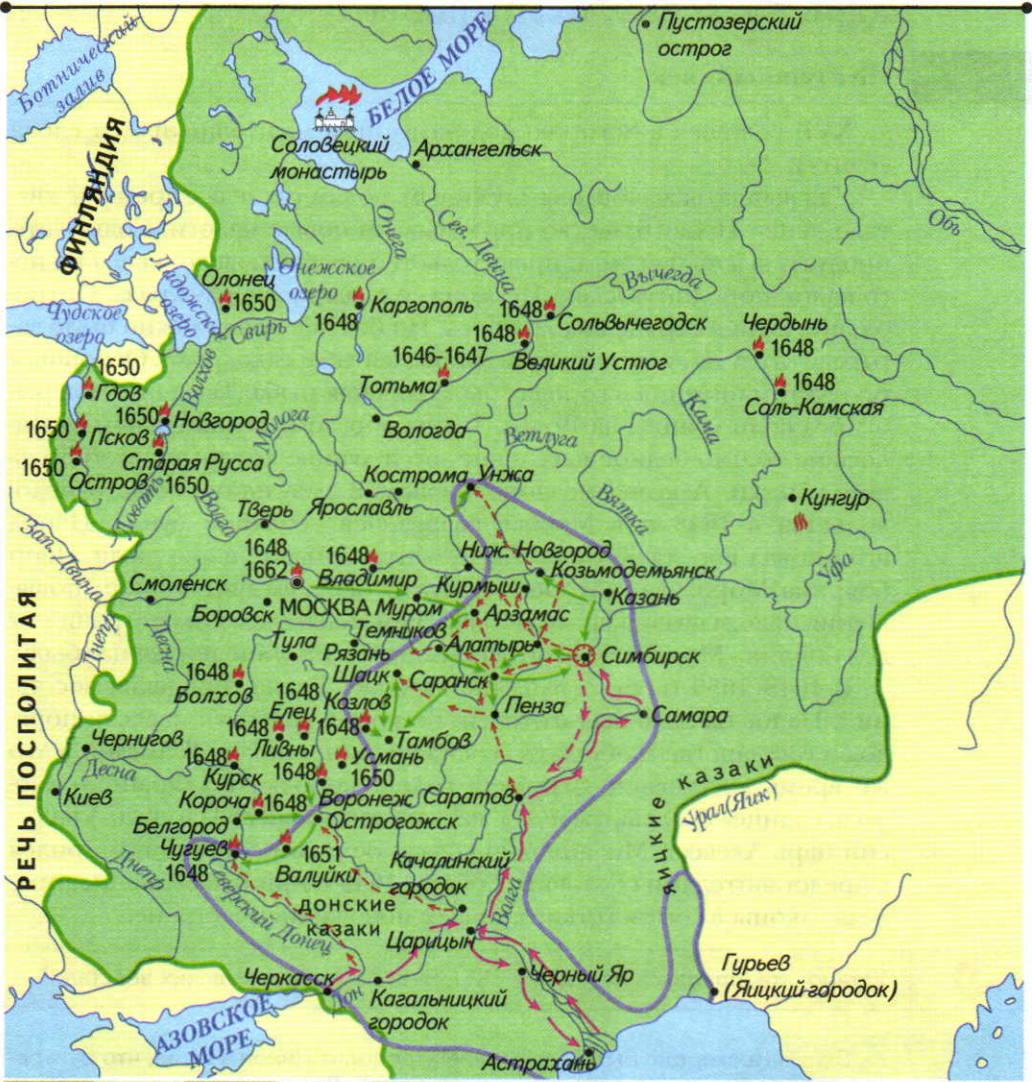 Пустозерский
острог
Ботнический
залив
БЕЛОЕ МОРЕ
Соловецкий
монастырь
Архангельск
ФИНЛЯНДИЯ
Онега
Сев. Двина
Обь
Вычегда
Олонец
1650
Онежское
озеро
Ладожско
озеро
Свирь
Каргополь
1648
1648
Сольвычегодск
1648
Великий Устюг
1646-1647
Тотьма
Чердынь
1648
1648
Соль-Камская
Чудское
озеро
1650
Гдов
Волхов
1650
Новгород
1650
Псков
Старая Русса
1650
1650
Остров
Молога
Вологда
Ветлуга
Кама
Ловать
Волга
Кострома
Унжа
Ярославль
Тверь
Вятка
Кунгур
Уфа
Зап. Двина
Смоленск
1648
1662
1648
Владимир
Ниж. Новгород
Козьмодемьянск
Курмыш
Казань
Боровск
МОСКВА
Муром
Арзамас
Днепр
Десна
Тула
Рязань
Темников
Алатырь
Симбирск
Шацк
Саранск
РЕЧЬ ПОСПОЛИТАЯ
1648
Болхов
1648
Елец
Козлов
1648
1648
Ливны
Пенза
Самара
Тамбов
Чернигов
Десна
1648
Курск
Усмань
1650
1648
Воронеж
Киев
Короча
1648
Саратов
яицкие казаки
Урал(Яик)
Белгород
Острогожск
Чугуев
1648
1651
Валуйки
Днепр
Северский Донец
Качалинский
городок
Волга
донские
казаки
Царицын
Черкасск
Дон
Кагальницкий
городок
Черный Яр
Гурьев
(Яицкий городок)
АЗОВСКОЕ
МОРЕ
Астрахань